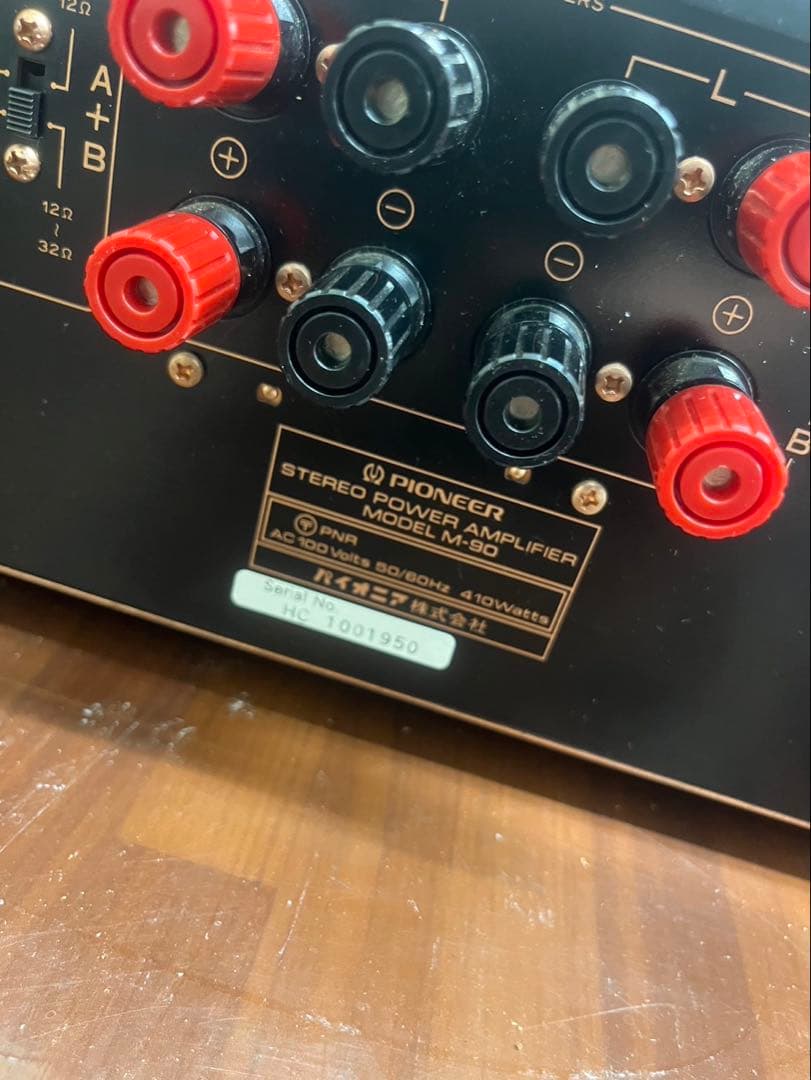 12Ω
ERS
L
A
+
B
⊕
⊖
⊖
⊕
12Ω
≀
32Ω
B
PIONEER
STEREO POWER AMPLIFIER
MODEL M-90
PNR
AC 100 Volts 50/60Hz 410Watts
パイオニア株式会社
Serial No.
HC 1001950